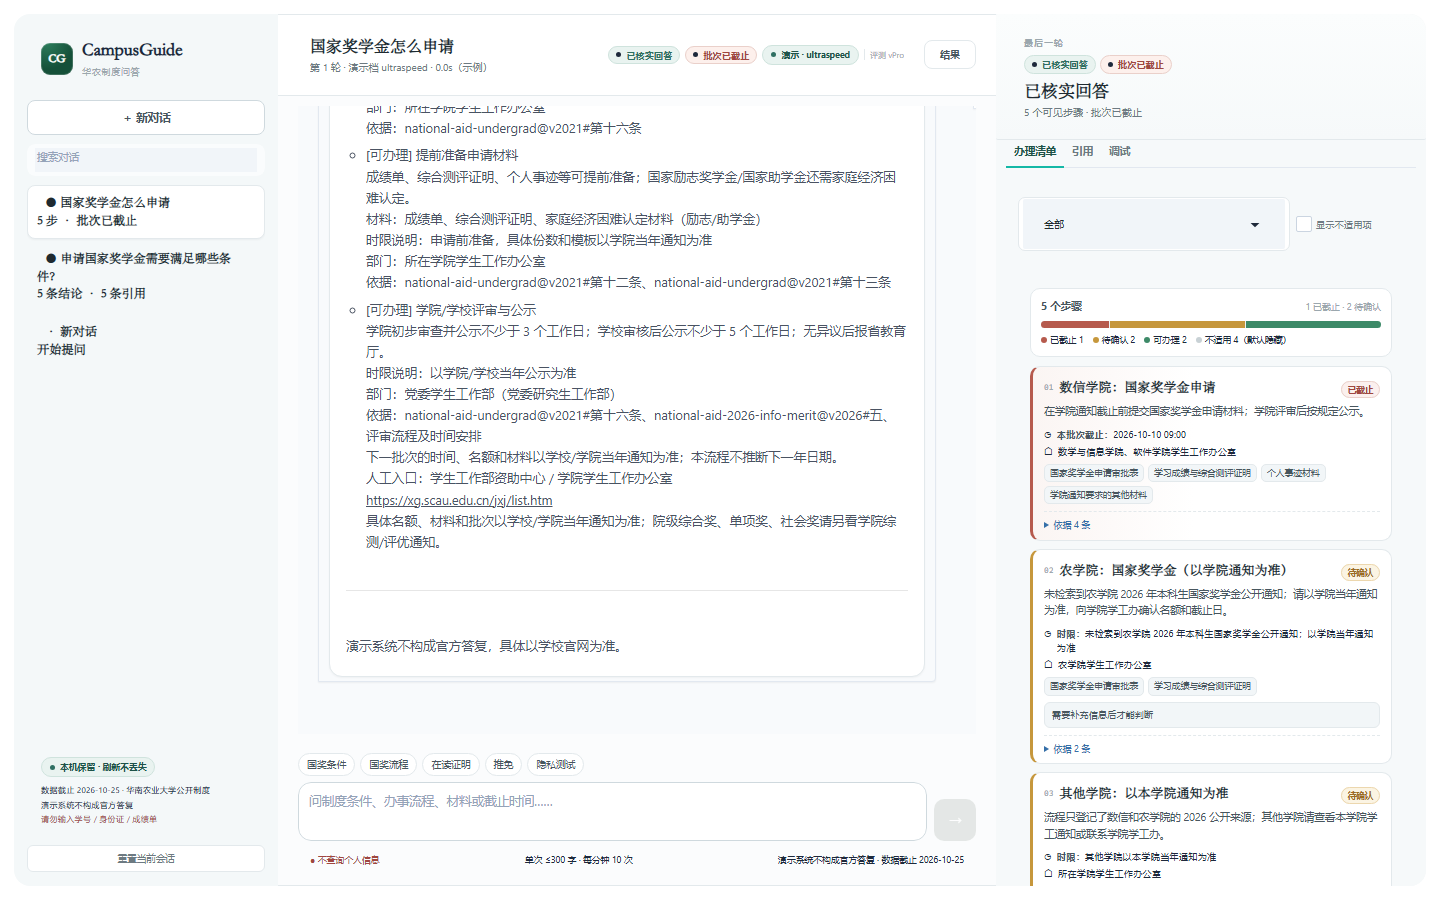 CG
CampusGuide
华农制度问答
+ 新对话
搜索对话
● 国家奖学金怎么申请
5 步 · 批次已截止
● 申请国家奖学金需要满足哪些条
件?
5 条结论 · 5 条引用
· 新对话
开始提问
● 本机保留 · 刷新不丢失
数据截止 2026-10-25 · 华南农业大学公开制度
演示系统不构成官方答复
请勿输入学号 / 身份证 / 成绩单
重置当前会话
国家奖学金怎么申请
第 1 轮 · 演示档 ultraspeed · 0.0s（示例）
● 已核实回答
● 批次已截止
● 演示 · ultraspeed
评测 vPro
结果
部门：所在学院学生工作办公室
依据：national-aid-undergrad@v2021#第十六条
[可办理] 提前准备申请材料
成绩单、综合测评证明、个人事迹等可提前准备；国家励志奖学金/国家助学金还需家庭经济困
难认定。
材料：成绩单、综合测评证明、家庭经济困难认定材料（励志/助学金）
时限说明：申请前准备，具体份数和模板以学院当年通知为准
部门：所在学院学生工作办公室
依据：national-aid-undergrad@v2021#第十二条、national-aid-undergrad@v2021#第十三条
[可办理] 学院/学校评审与公示
学院初步审查并公示不少于 3 个工作日；学校审核后公示不少于 5 个工作日；无异议后报省教育
厅。
时限说明：以学院/学校当年公示为准
部门：党委学生工作部（党委研究生工作部）
依据：national-aid-undergrad@v2021#第十六条、national-aid-2026-info-merit@v2026#五、
评审流程及时间安排
下一批次的时间、名额和材料以学校/学院当年通知为准；本流程不推断下一年日期。
人工入口：学生工作部资助中心 / 学院学生工作办公室
https://xg.scau.edu.cn/jxj/list.htm
具体名额、材料和批次以学校/学院当年通知为准；院级综合奖、单项奖、社会奖请另看学院综
测/评优通知。
演示系统不构成官方答复，具体以学校官网为准。
国奖条件
国奖流程
在读证明
推免
隐私测试
问制度条件、办事流程、材料或截止时间......
→
● 不查询个人信息
单次 ≤300 字 · 每分钟 10 次
演示系统不构成官方答复 · 数据截止 2026-10-25
最后一轮
● 已核实回答
● 批次已截止
已核实回答
5 个可见步骤 · 批次已截止
办理清单
引用
调试
全部
显示不适用项
5 个步骤
1 已截止 · 2 待确认
● 已截止 1
● 待确认 2
● 可办理 2
● 不适用 4（默认隐藏）
01 数信学院：国家奖学金申请
已截止
在学院通知截止前提交国家奖学金申请材料；学院评审后按规定公示。
本批次截止：2026-10-10 09:00
数学与信息学院、软件学院学生工作办公室
国家奖学金申请审批表
学习成绩与综合测评证明
个人事迹材料
学院通知要求的其他材料
▶ 依据 4 条
02 农学院：国家奖学金（以学院通知为准）
待确认
未检索到农学院 2026 年本科生国家奖学金公开通知；请以学院当年通知
为准，向学院学工办确认名额和截止日。
时限：未检索到农学院 2026 年本科生国家奖学金公开通知；以学院当年通知
为准
农学院学生工作办公室
国家奖学金申请审批表
学习成绩与综合测评证明
需要补充信息后才能判断
▶ 依据 2 条
03 其他学院：以本学院通知为准
待确认
流程只登记了数信和农学院的 2026 公开来源；其他学院请查看本学院学
工通知或联系学院学工办。
时限：其他学院以本学院当年通知为准
所在学院学生工作办公室